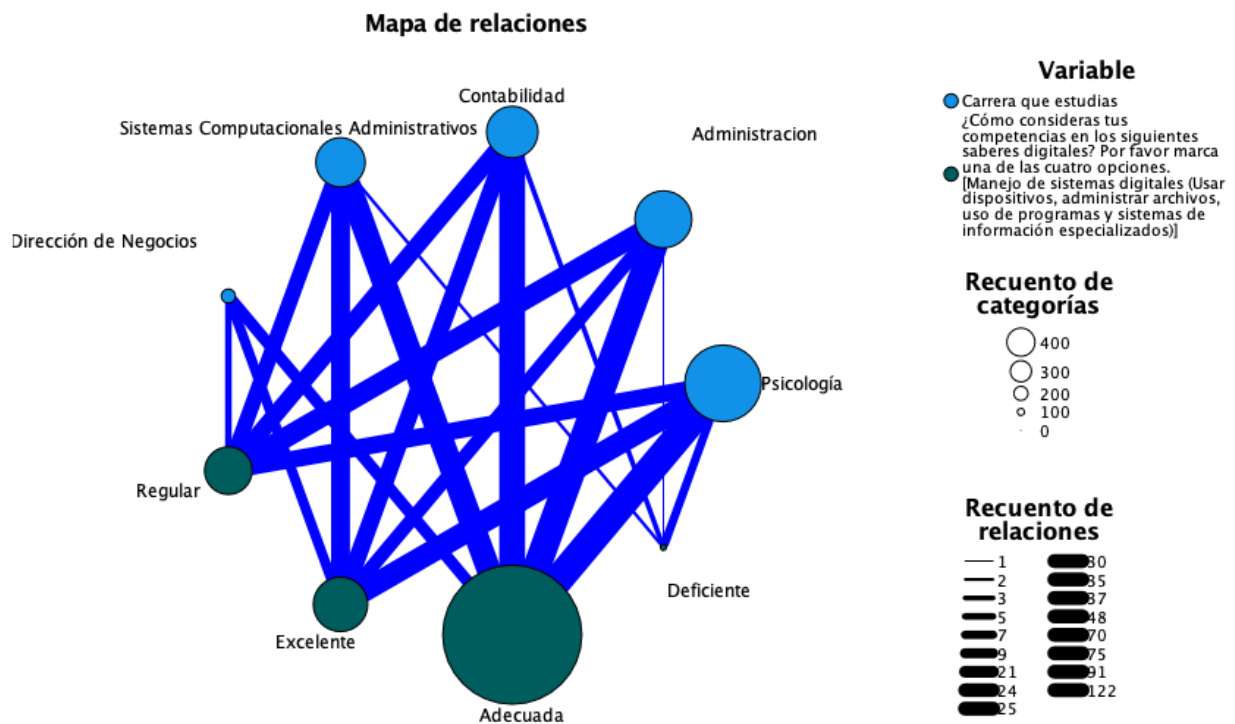 Mapa de relaciones
Contabilidad
Sistemas Computacionales Administrativos
Administracion
Dirección de Negocios
Psicología
Regular
Deficiente
Excelente
Adecuada
Variable
Carrera que estudias
¿Cómo consideras tus
competencias en los siguientes
saberes digitales? Por favor marca
una de las cuatro opciones.
[Manejo de sistemas digitales (Usar
dispositivos, administrar archivos,
uso de programas y sistemas de
información especializados)]
Recuento de
categorías
400
300
200
100
0
Recuento de
relaciones
1
2
3
5
7
9
21
24
25
30
35
37
48
70
75
91
122